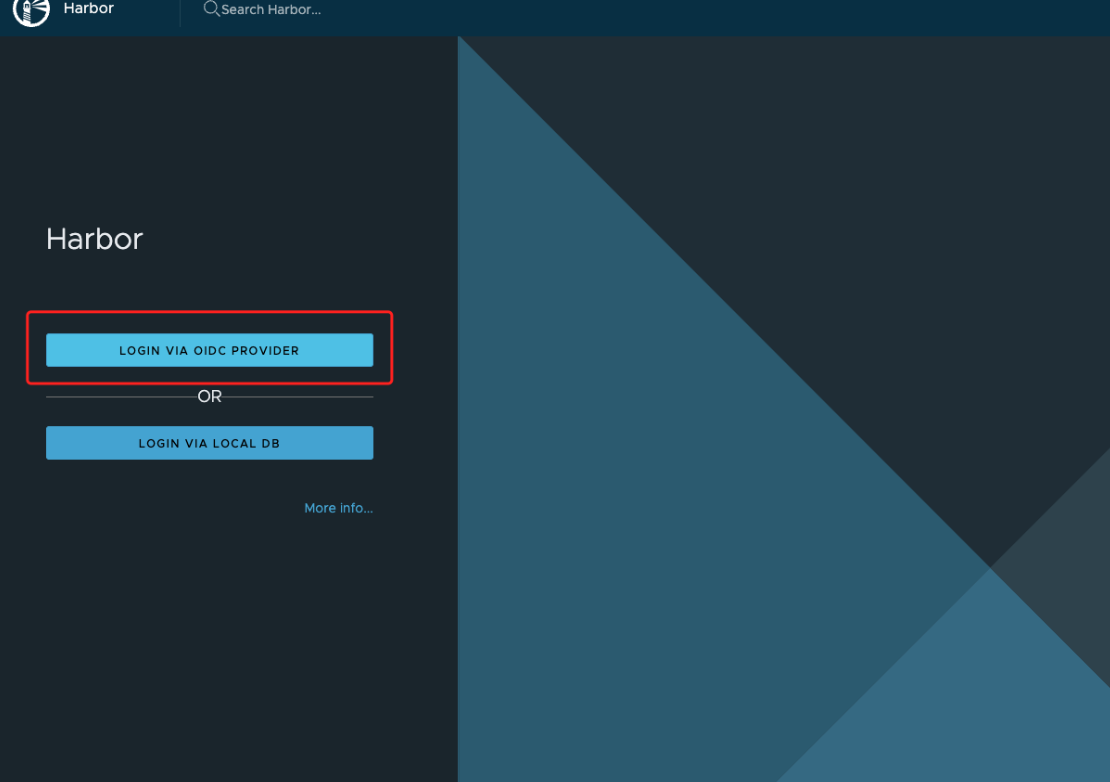 Harbor
Search Harbor...
Harbor
LOGIN VIA OIDC PROVIDER
OR
LOGIN VIA LOCAL DB
More info...